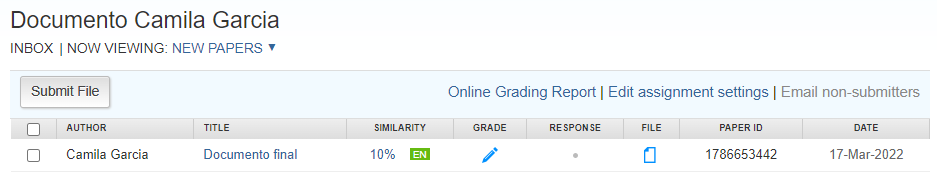 Documento Camila Garcia
INBOX | NOW VIEWING: NEW PAPERS ▼
Submit File
Online Grading Report | Edit assignment settings | Email non-submitters
AUTHOR TITLE SIMILARITY GRADE RESPONSE FILE PAPER ID DATE
Camila Garcia Documento final 10% EN 1786653442 17-Mar-2022